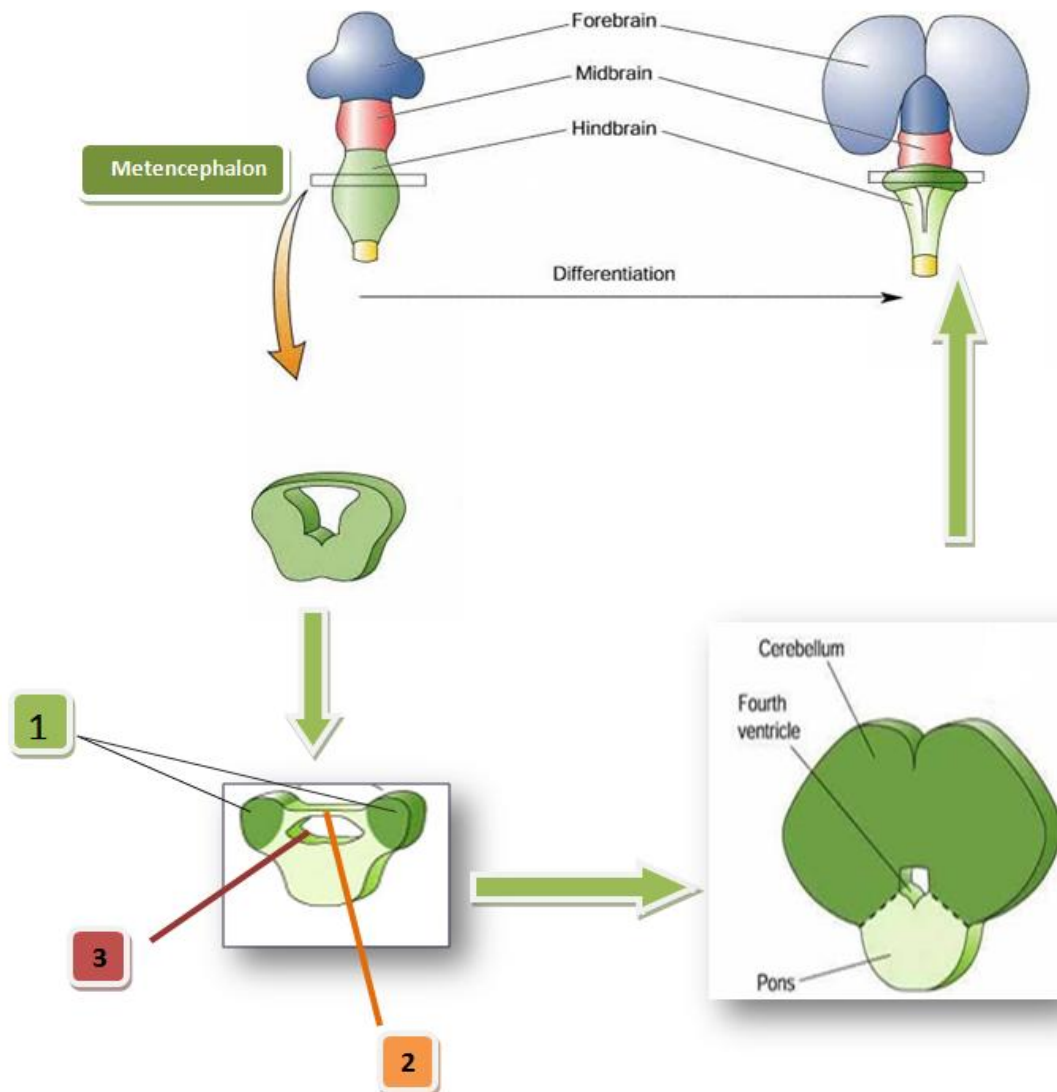 Forebrain
Midbrain
Hindbrain
Metencephalon
Differentiation
Cerebellum
Fourth
ventricle
1
3
Pons
2